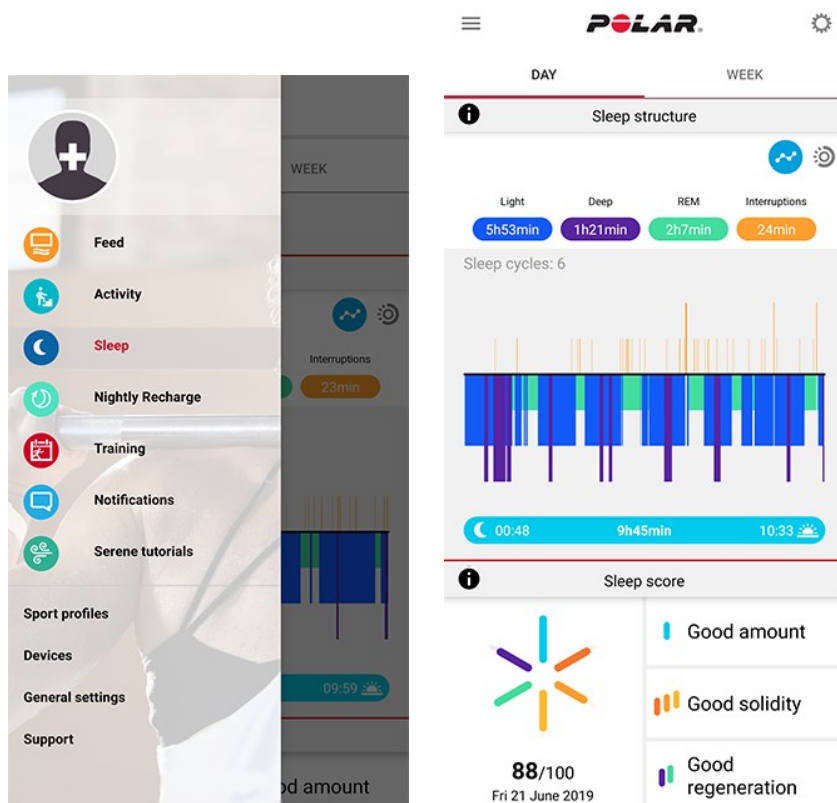 WEEK
Feed
Activity
Sleep
Interruptions
23min
Nightly Recharge
Training
Notifications
Serene tutorials
Sport profiles
Devices
General settings
09:59
Support
od amount
POLAR.
DAY WEEK
Sleep structure
Light Deep REM Interruptions
5h53min 1h21min 2h7min 24min
Sleep cycles: 6
00:48 9h45min 10:33
Sleep score
Good amount
Good solidity
88/100
Fri 21 June 2019
Good
regeneration